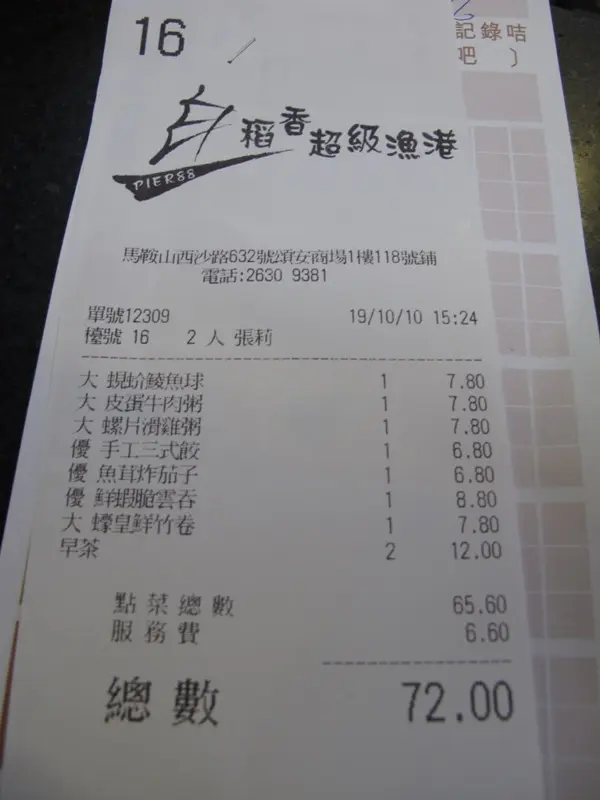 16
記錄咭
吧 )
稻香超級漁港
PIER88
馬鞍山西沙路632號頌安商場1樓118號鋪
電話:2630 9381
單號12309 19/10/10 15:24
檯號 16 2 人 張莉
大 蜆蚧鯪魚球 1 7.80
大 皮蛋牛肉粥 1 7.80
大 螺片滑雞粥 1 7.80
優 手工三式餃 1 6.80
優 魚茸炸茄子 1 6.80
優 鮮蝦脆雲吞 1 8.80
大 蠔皇鮮竹卷 1 7.80
早茶 2 12.00
點菜總數 65.60
服務費 6.60
總數 72.00